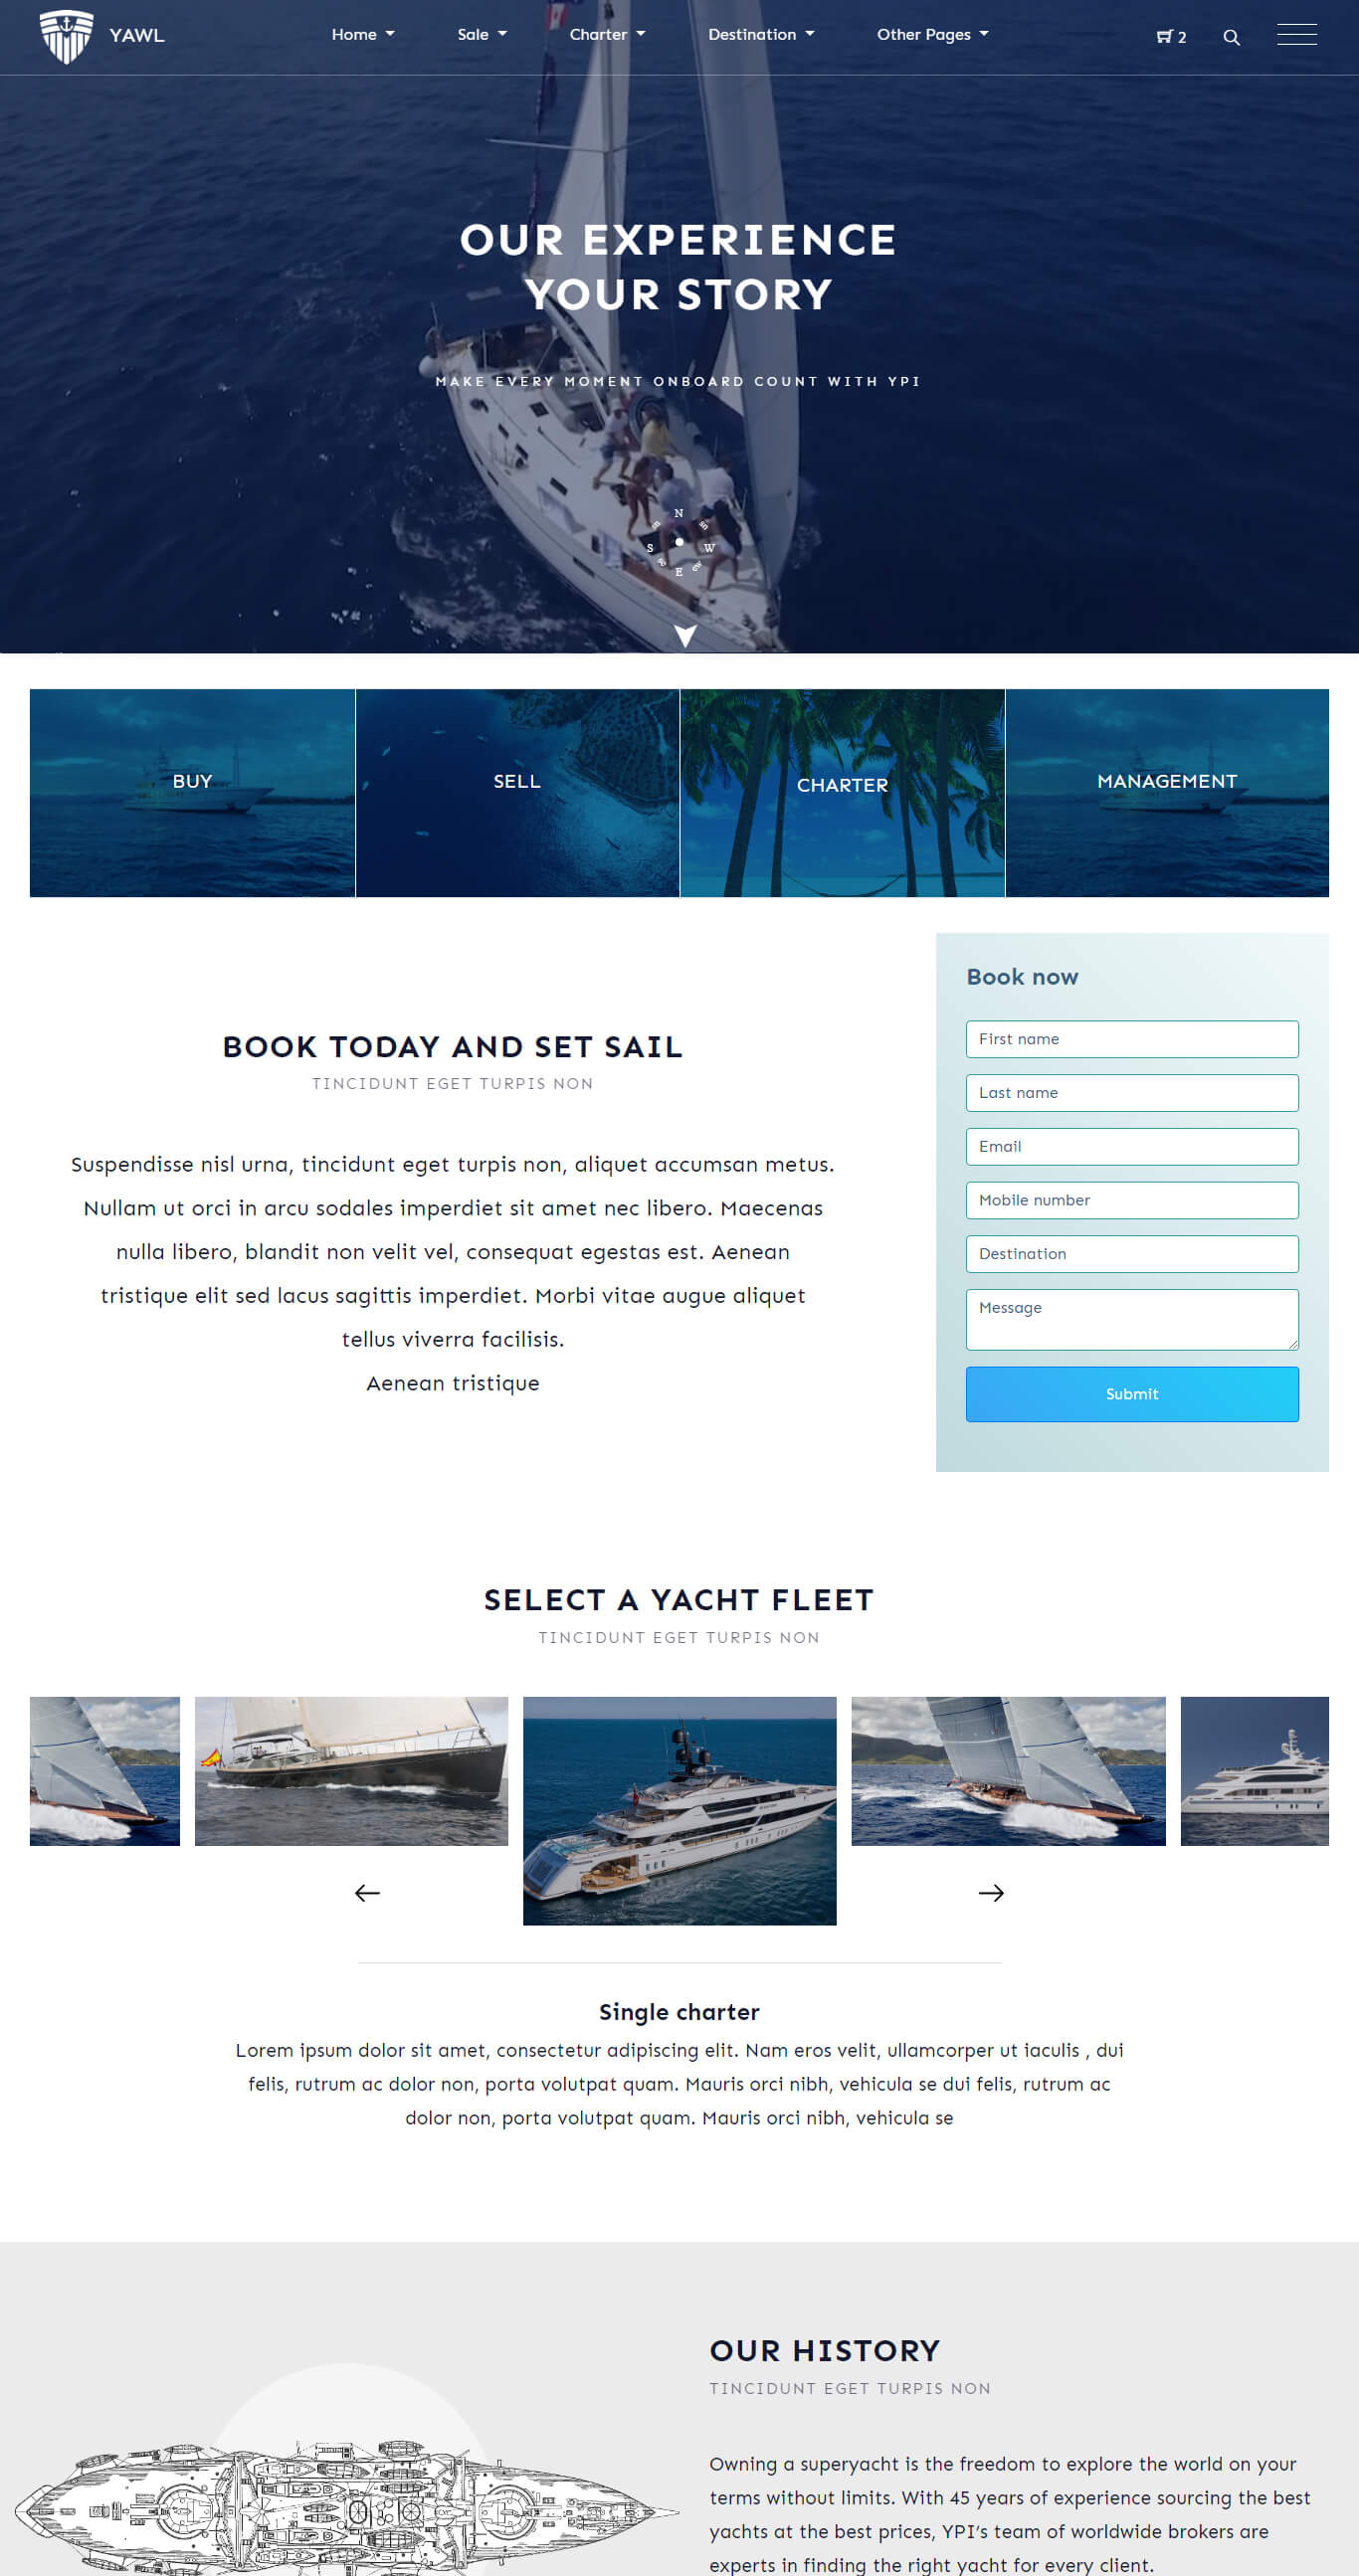 YAWL
Home Sale Charter Destination Other Pages 2
OUR EXPERIENCE
YOUR STORY
MAKE EVERY MOMENT ONBOARD COUNT WITH YPI
N
S W
E
BUY SELL CHARTER MANAGEMENT
Book now
First name
Last name
Email
Mobile number
Destination
Message
Submit
BOOK TODAY AND SET SAIL
TINCIDUNT EGET TURPIS NON
Suspendisse nisl urna, tincidunt eget turpis non, aliquet accumsan metus.
Nullam ut orci in arcu sodales imperdiet sit amet nec libero. Maecenas
nulla libero, blandit non velit vel, consequat egestas est. Aenean
tristique elit sed lacus sagittis imperdiet. Morbi vitae augue aliquet
tellus viverra facilisis.
Aenean tristique
SELECT A YACHT FLEET
TINCIDUNT EGET TURPIS NON
Single charter
Lorem ipsum dolor sit amet, consectetur adipiscing elit. Nam eros velit, ullamcorper ut iaculis , dui
felis, rutrum ac dolor non, porta volutpat quam. Mauris orci nibh, vehicula se dui felis, rutrum ac
dolor non, porta volutpat quam. Mauris orci nibh, vehicula se
OUR HISTORY
TINCIDUNT EGET TURPIS NON
Owning a superyacht is the freedom to explore the world on your
terms without limits. With 45 years of experience sourcing the best
yachts at the best prices, YPI’s team of worldwide brokers are
experts in finding the right yacht for every client.